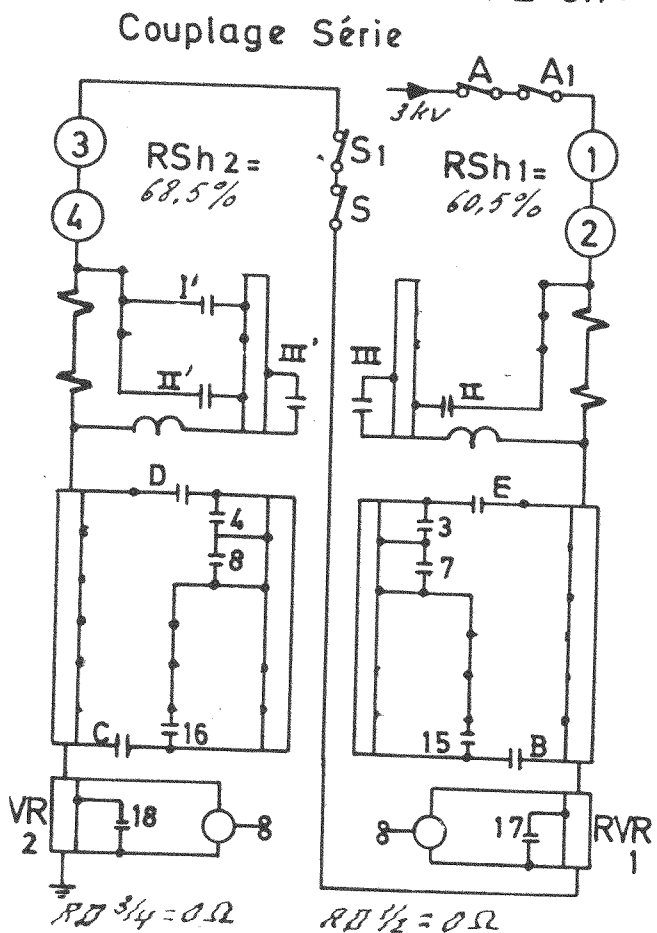 Couplage Série
A A1
3kv
3
RSh2=
68,5%
4
S1
S
RSh1=
60,5%
1
2
I'
II'
III'
III
II
D
4
8
16
C
E
3
7
15
B
VR
2
18
8
8
17
RVR
1
RD 3/4 = 0 Ω
RD 1/2 = 0 Ω